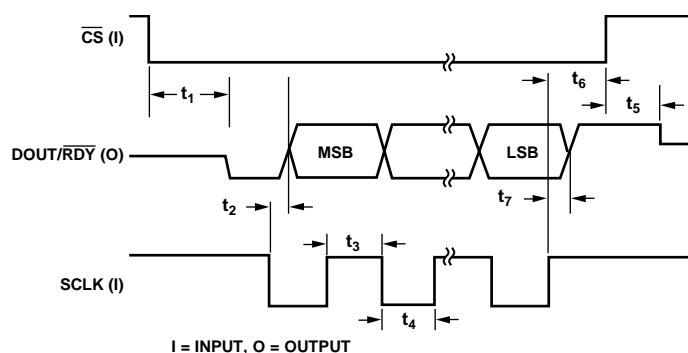 CS (I)
t1
t6
t5
DOUT/RDY (O)
MSB
LSB
t2
t7
t3
SCLK (I)
t4
I = INPUT, O = OUTPUT